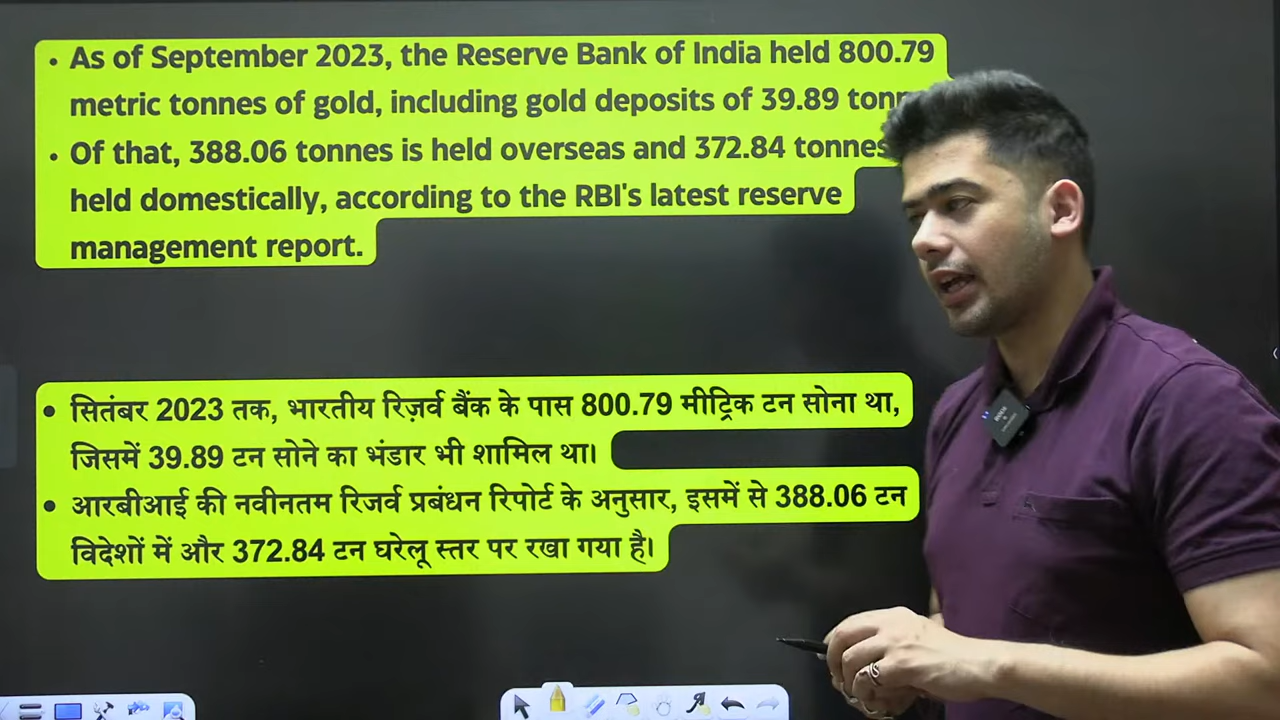 • As of September 2023, the Reserve Bank of India held 800.79
metric tonnes of gold, including gold deposits of 39.89
• Of that, 388.06 tonnes is held overseas and 372.84 tonnes
held domestically, according to the RBI's latest reserve
management report.
• सितंबर 2023 तक, भारतीय रिज़र्व बैंक के पास 800.79 मीट्रिक टन सोना था,
जिसमें 39.89 टन सोने का भंडार भी शामिल था।
• आरबीआई की नवीनतम रिजर्व प्रबंधन रिपोर्ट के अनुसार, इसमें से 388.06 टन
विदेशों में और 372.84 टन घरेलू स्तर पर रखा गया है।